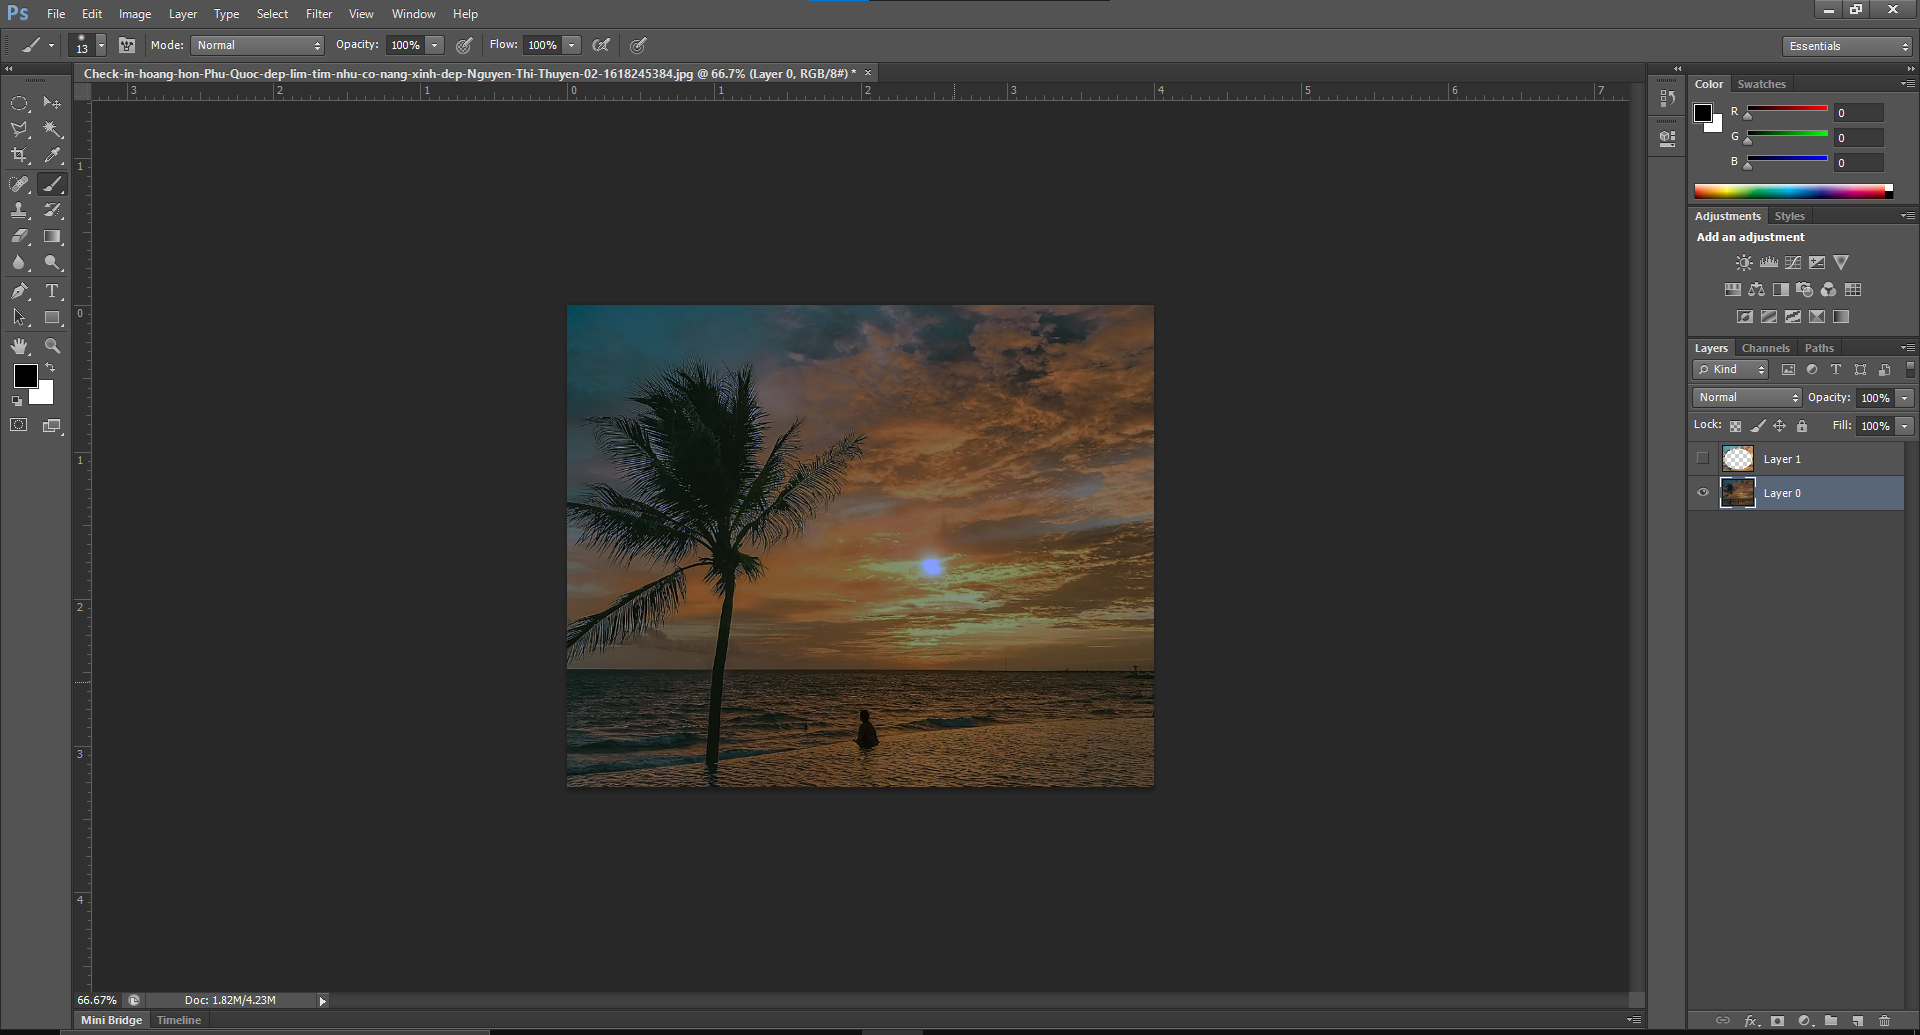 Ps File Edit Image Layer Type Select Filter View Window Help
13 Mode: Normal Opacity: 100% Flow: 100% Essentials
Check-in-hoang-hon-Phu-Quoc-dep-lim-tim-nhu-co-nang-xinh-dep-Nguyen-Thi-Thuyen-02-1618245384.jpg @ 66.7% (Layer 0, RGB/8#) * ×
3 2 1 0 1 2 3 4 5 6 7
1
0
1
2
3
4
Color Swatches
R 0
G 0
B 0
Adjustments Styles
Add an adjustment
Layers Channels Paths
Kind
Normal Opacity: 100%
Lock: Fill: 100%
Layer 1
Layer 0
fx
66.67% Doc: 1.82M/4.23M
Mini Bridge Timeline